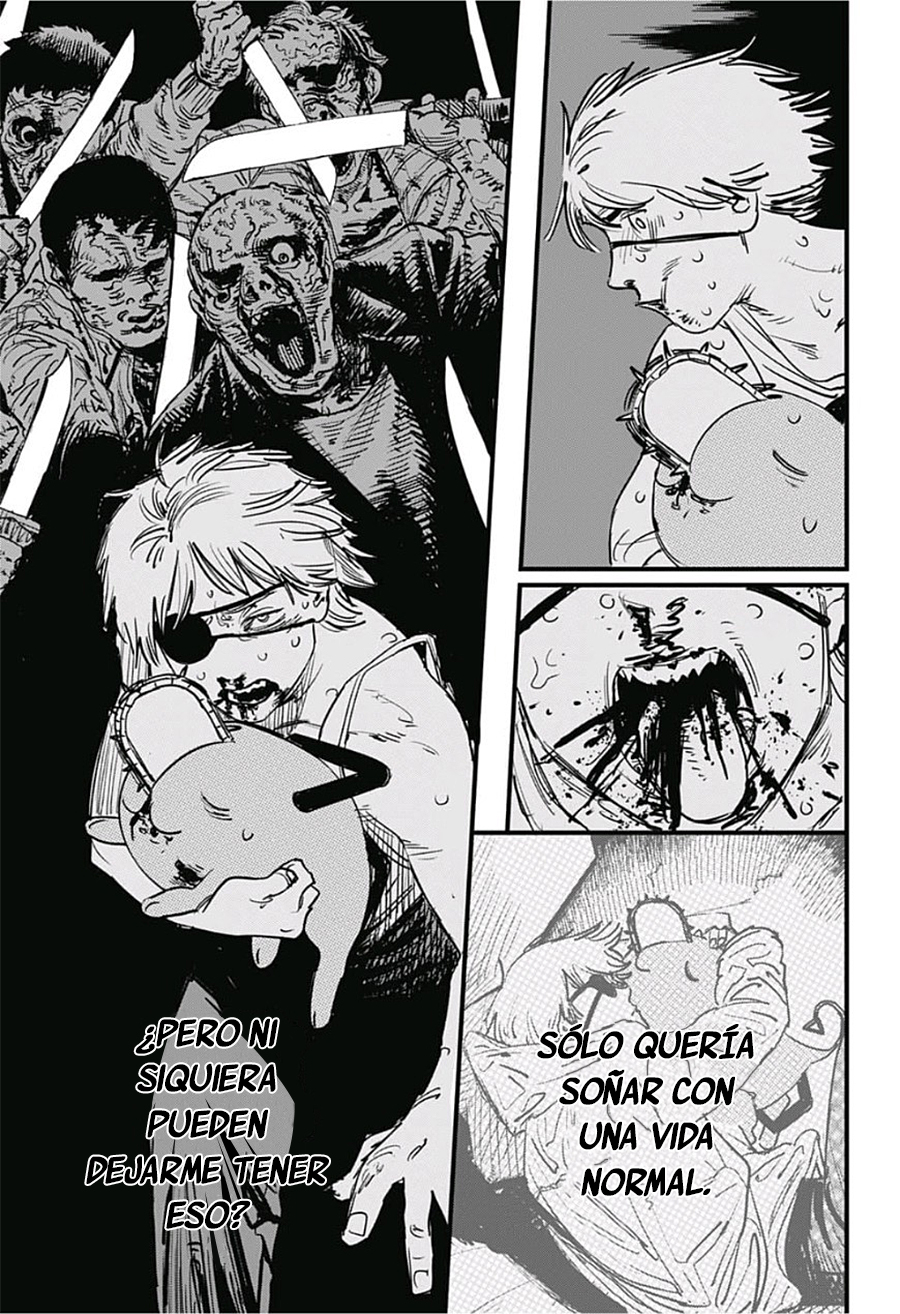 SÓLO QUERÍA
SOÑAR CON
UNA VIDA
NORMAL.
¿PERO NI
SIQUIERA
PUEDEN
DEJARME TENER
ESO?